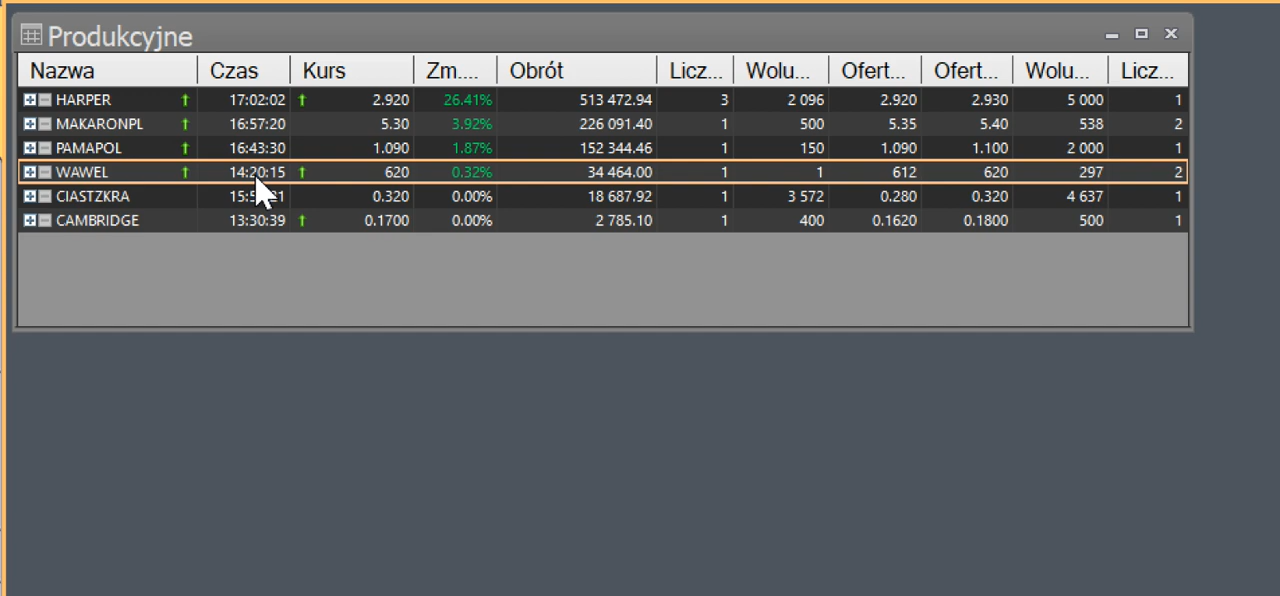 Produkcyjne
Nazwa Czas Kurs Zm.... Obrót Licz... Wolu... Ofert... Ofert... Wolu... Licz...
HARPER 17:02:02 2.920 26.41% 513 472.94 3 2 096 2.920 2.930 5 000 1
MAKARONPL 16:57:20 5.30 3.92% 226 091.40 1 500 5.35 5.40 538 2
PAMAPOL 16:43:30 1.090 1.87% 152 344.46 1 150 1.090 1.100 2 000 1
WAWEL 14:20:15 620 0.32% 34 464.00 1 1 612 620 297 2
CIASTZKRA 0.320 0.00% 18 687.92 1 3 572 0.280 0.320 4 637 1
CAMBRIDGE 13:30:39 0.1700 0.00% 2 785.10 1 400 0.1620 0.1800 500 1